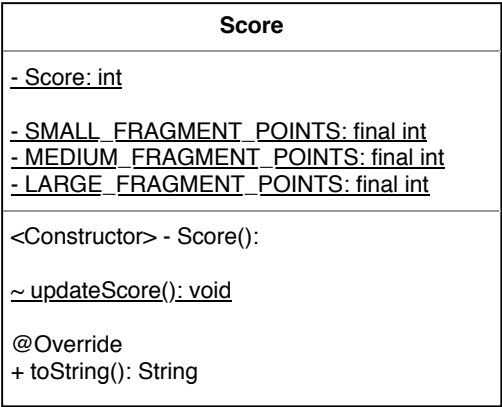 Score
- Score: int
- SMALL_FRAGMENT_POINTS: final int
- MEDIUM_FRAGMENT_POINTS: final int
- LARGE_FRAGMENT_POINTS: final int
<Constructor> - Score():
~ updateScore(): void
@Override
+ toString(): String